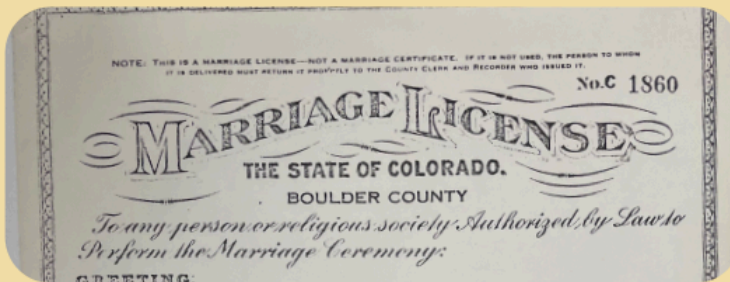 NOTE: THIS IS A MARRIAGE LICENSE—NOT A MARRIAGE CERTIFICATE. IF IT IS NOT USED, THE PERSON TO WHOM
IT IS DELIVERED MUST RETURN IT PROMPTLY TO THE COUNTY CLERK AND RECORDER WHO ISSUED IT.
No.C 1860
MARRIAGE LICENSE
THE STATE OF COLORADO.
BOULDER COUNTY
To any person or religious society Authorized by Law to
Perform the Marriage Ceremony:
GREETING: